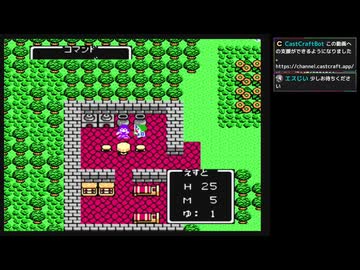 コマンド
えすと
H 25
M 5
ゆ: 1
C CastCraftBot この動画へ
の支援ができるようになりました
。
https://channel.castcraft.app/
エスじい 少しお待ちくださ
い